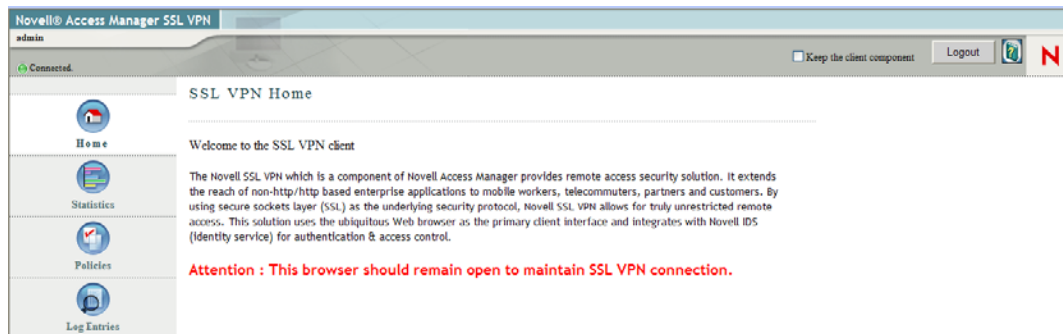 Novell® Access Manager SSL VPN
admin
Connected.
Keep the client component
Logout
?
N
Home
Statistics
Policies
Log Entries
SSL VPN Home
Welcome to the SSL VPN client
The Novell SSL VPN which is a component of Novell Access Manager provides remote access security solution. It extends
the reach of non-http/http based enterprise applications to mobile workers, telecommuters, partners and customers. By
using secure sockets layer (SSL) as the underlying security protocol, Novell SSL VPN allows for truly unrestricted remote
access. This solution uses the ubiquitous Web browser as the primary client interface and integrates with Novell IDS
(identity service) for authentication & access control.
Attention : This browser should remain open to maintain SSL VPN connection.